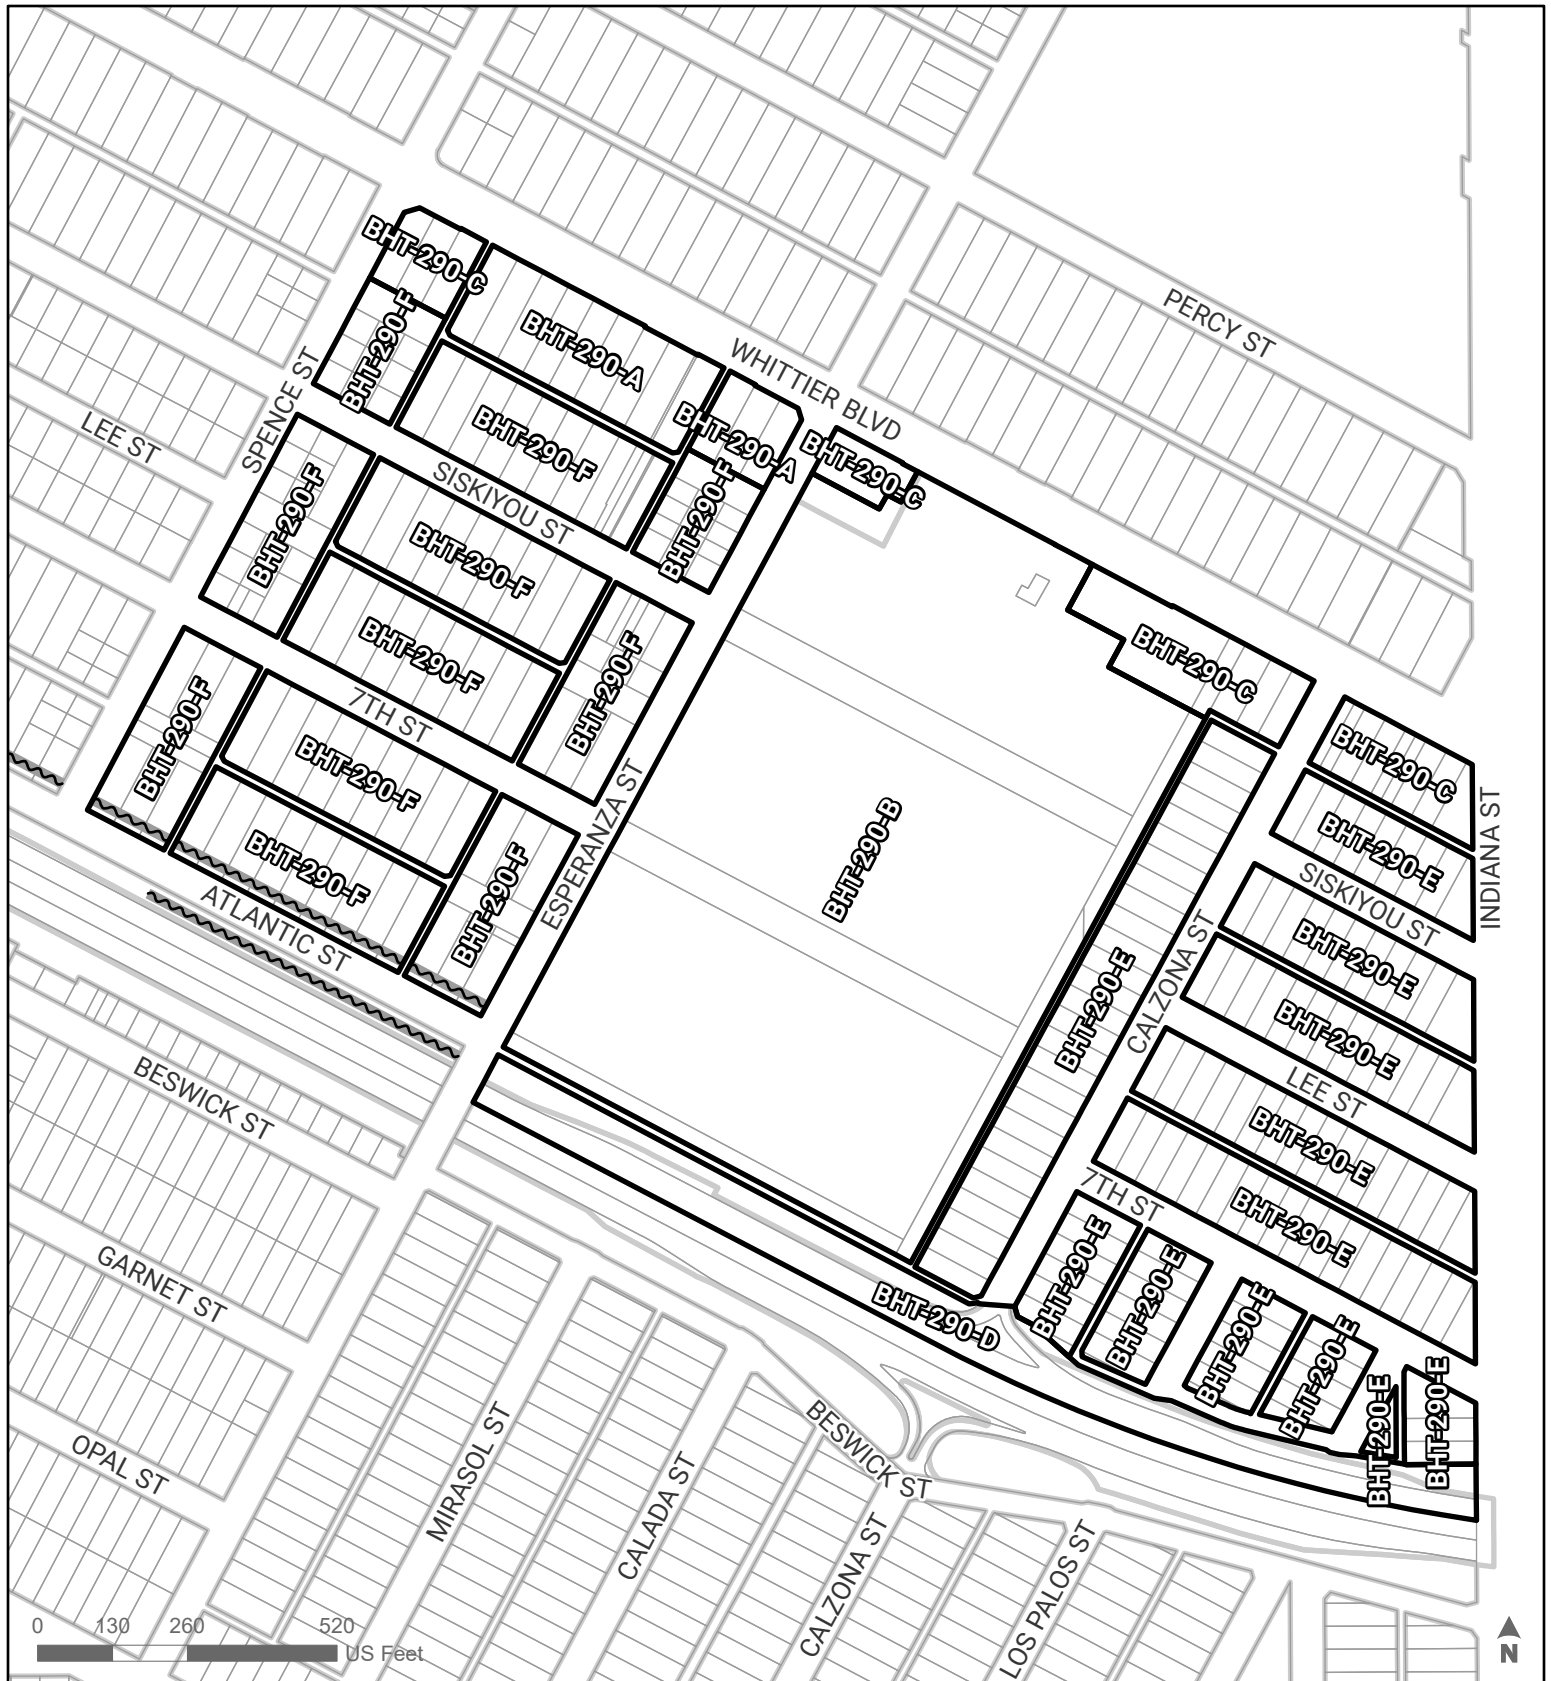 BHT-290-C
BHT-290-F
BHT-290-A
PERCY ST
WHITTIER BLVD
SPENCE ST
LEE ST
BHT-290-F
BHT-290-A
BHT-290-C
BHT-290-F
SISKIYOU ST
BHT-290-F
BHT-290-F
BHT-290-F
BHT-290-F
BHT-290-C
BHT-290-F
7TH ST
BHT-290-F
BHT-290-C
INDIANA ST
BHT-290-F
BHT-290-F
BHT-290-F
ESPERANZA ST
BHT-290-B
BHT-290-E
SISKIYOU ST
BHT-290-E
ATLANTIC ST
BHT-290-E
CALZONA ST
BHT-290-E
LEE ST
BESWICK ST
BHT-290-E
7TH ST
BHT-290-E
GARNET ST
BHT-290-D
BHT-290-E
BHT-290-E
BHT-290-E
BHT-290-E
BHT-290-E
BHT-290-E
OPAL ST
MIRASOL ST
CALADA ST
BESWICK ST
CALZONA ST
LOS PALOS ST
0 130 260 520
US Feet
N